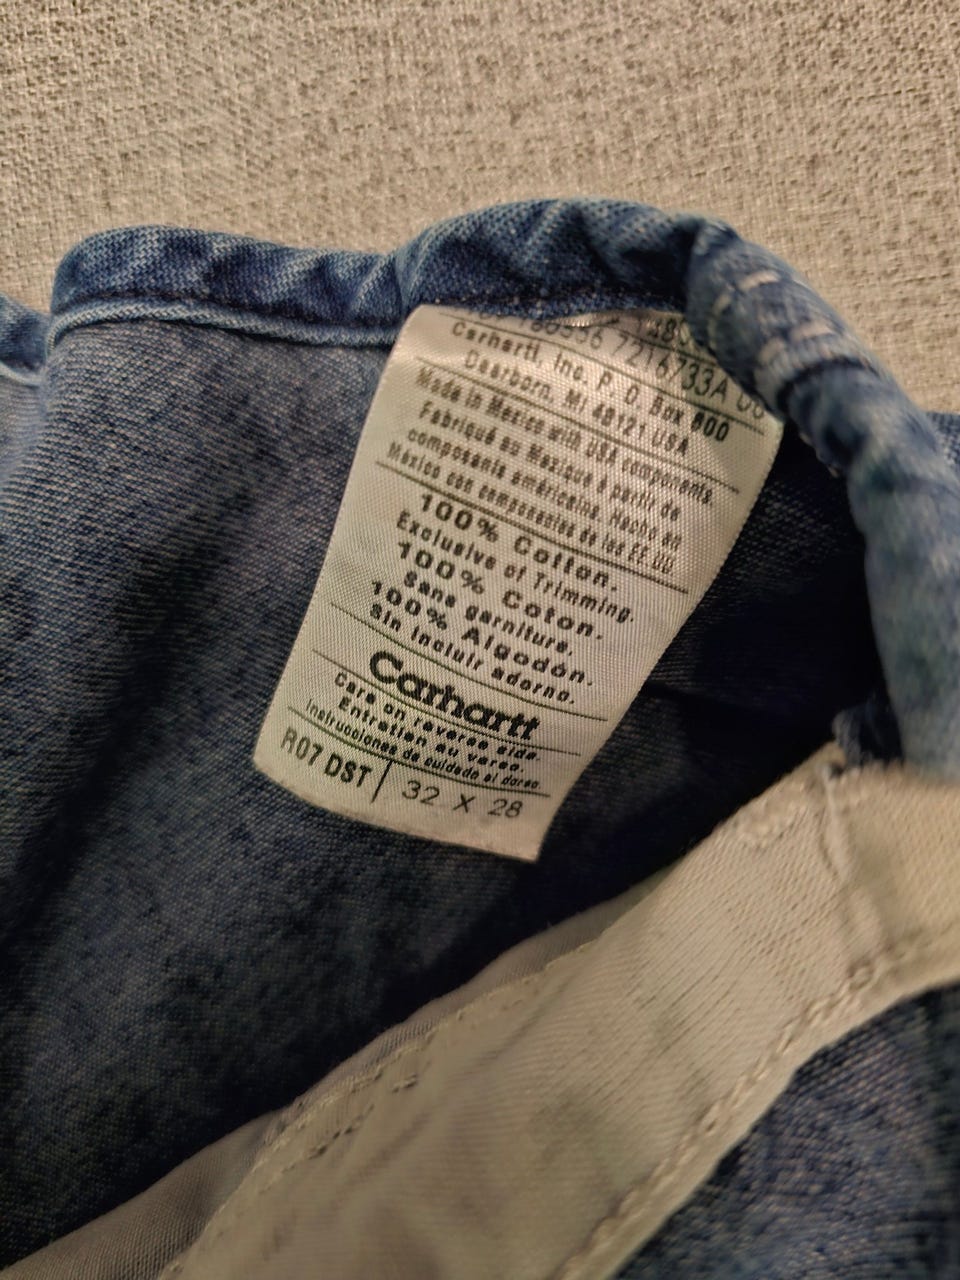 7216733A 06
Carhartt, Inc. P. O. Box 600
Dearborn, MI 48121 USA
Made in Mexico with USA components.
Fabriqué au Mexique à partir de
composants américains. Hecho en
México con componentes de los EE. UU.
100% Cotton.
Exclusive of Trimming.
100% Coton.
Sans garniture.
100% Algodón.
Sin incluir adorno.
Carhartt
Care on reverse side.
Entretien au verso.
Instrucciones de cuidado al dorso.
R07 DST | 32 X 28